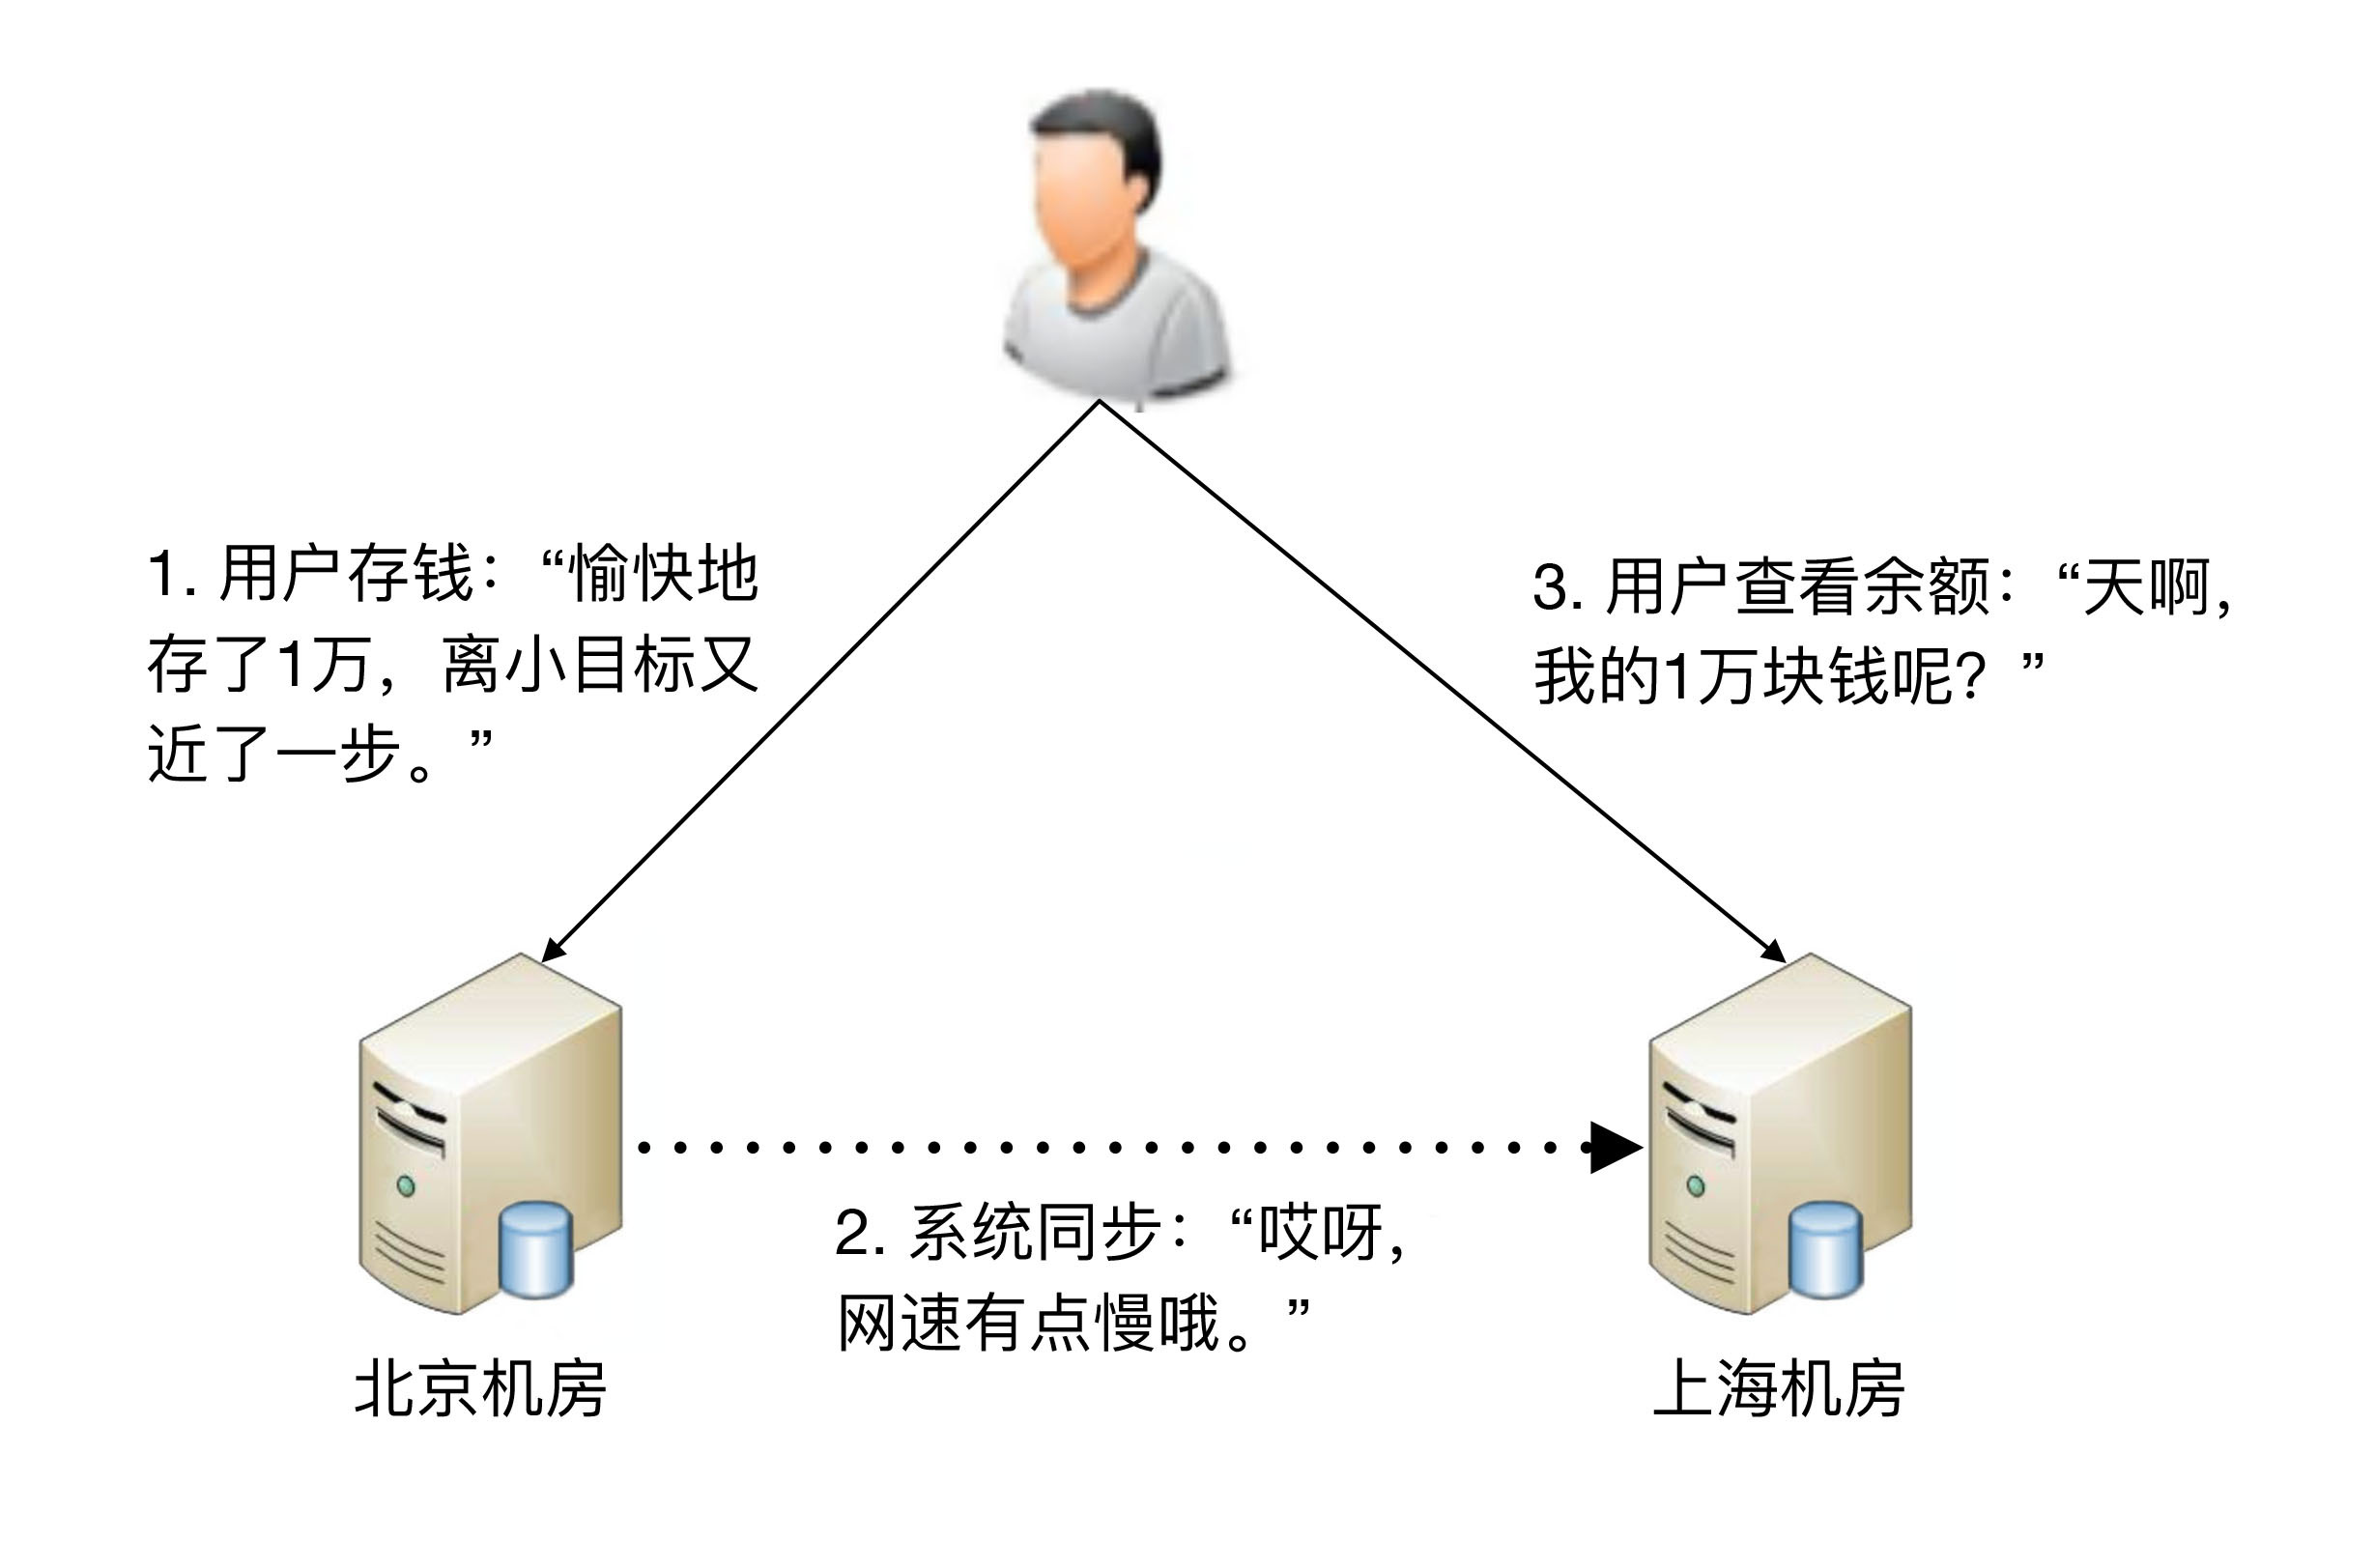 1. 用户存钱：“愉快地
存了1万，离小目标又
近了一步。”
3. 用户查看余额：“天啊，
我的1万块钱呢？”
2. 系统同步：“哎呀，
网速有点慢哦。”
北京机房
上海机房